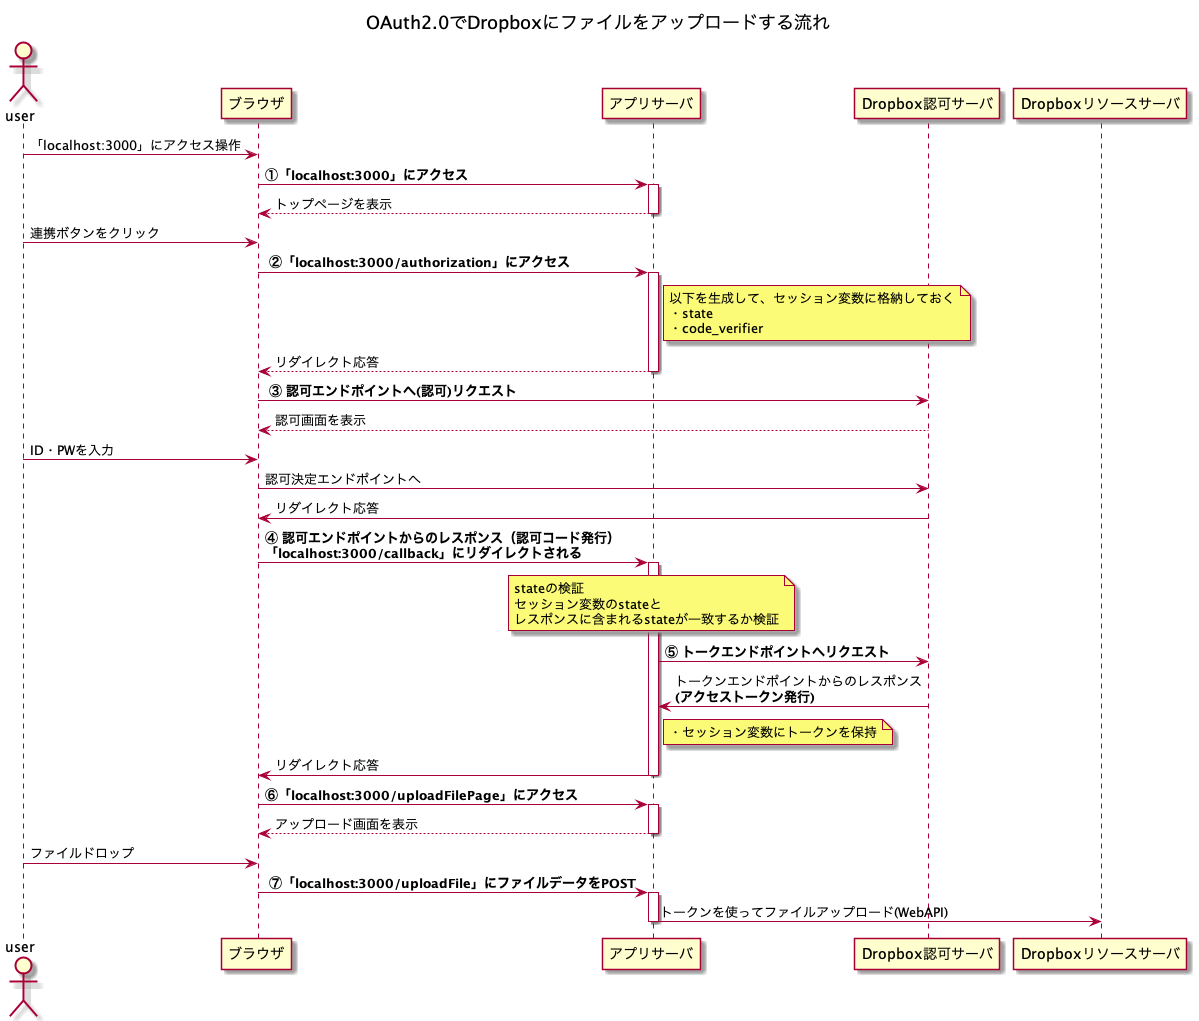 OAuth2.0でDropboxにファイルをアップロードする流れ
user
ブラウザ
アプリサーバ
Dropbox認可サーバ
Dropboxリソースサーバ
「localhost:3000」にアクセス操作
①「localhost:3000」にアクセス
トップページを表示
連携ボタンをクリック
②「localhost:3000/authorization」にアクセス
以下を生成して、セッション変数に格納しておく
・state
・code_verifier
リダイレクト応答
③ 認可エンドポイントへ(認可)リクエスト
認可画面を表示
ID・PWを入力
認可決定エンドポイントへ
リダイレクト応答
④ 認可エンドポイントからのレスポンス（認可コード発行）
「localhost:3000/callback」にリダイレクトされる
stateの検証
セッション変数のstateと
レスポンスに含まれるstateが一致するか検証
⑤ トークエンドポイントへリクエスト
トークンエンドポイントからのレスポンス
(アクセストークン発行)
・セッション変数にトークンを保持
リダイレクト応答
⑥「localhost:3000/uploadFilePage」にアクセス
アップロード画面を表示
ファイルドロップ
⑦「localhost:3000/uploadFile」にファイルデータをPOST
トークンを使ってファイルアップロード(WebAPI)
user
ブラウザ
アプリサーバ
Dropbox認可サーバ
Dropboxリソースサーバ